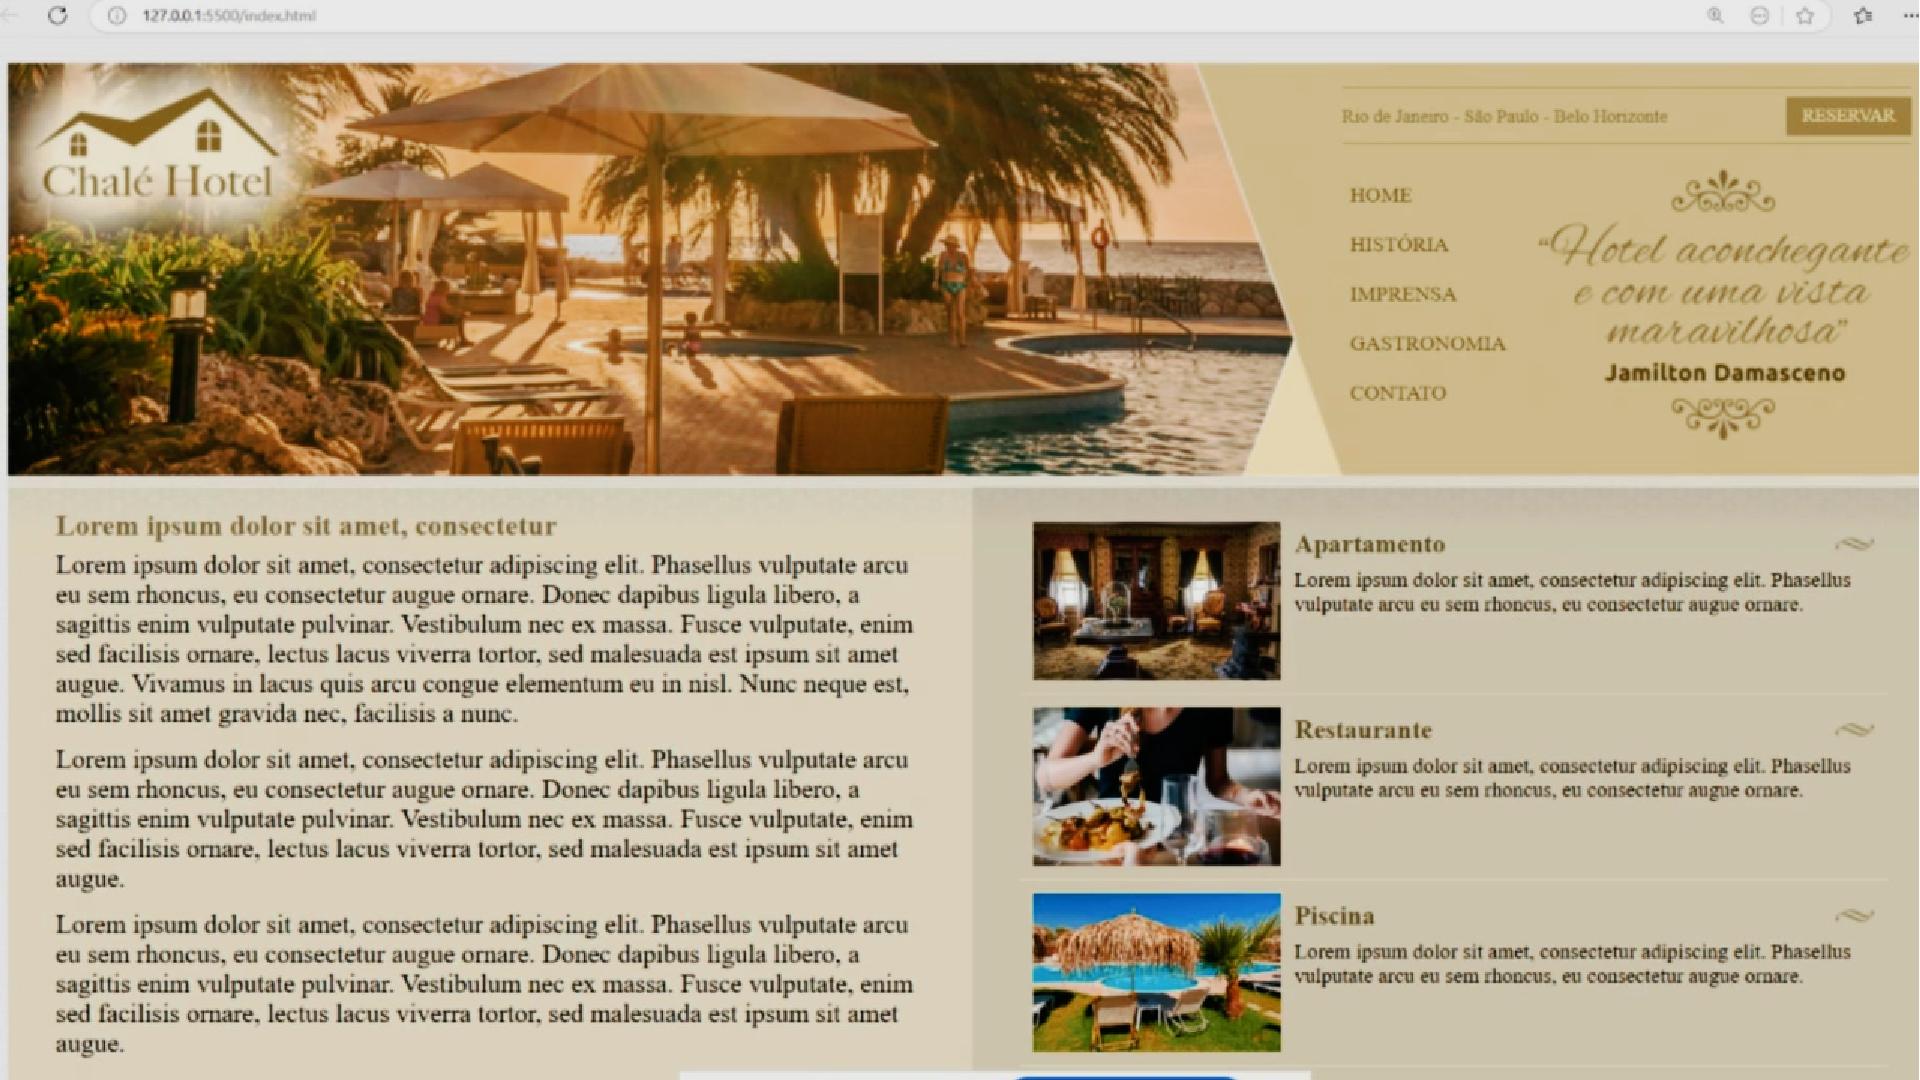 127.0.0.1:5500/index.html
Chalé Hotel
Rio de Janeiro - São Paulo - Belo Horizonte
RESERVAR
HOME
HISTÓRIA
IMPRENSA
GASTRONOMIA
CONTATO
“Hotel aconchegante
e com uma vista
maravilhosa”
Jamilton Damasceno
Lorem ipsum dolor sit amet, consectetur
Lorem ipsum dolor sit amet, consectetur adipiscing elit. Phasellus vulputate arcu
eu sem rhoncus, eu consectetur augue ornare. Donec dapibus ligula libero, a
sagittis enim vulputate pulvinar. Vestibulum nec ex massa. Fusce vulputate, enim
sed facilisis ornare, lectus lacus viverra tortor, sed malesuada est ipsum sit amet
augue. Vivamus in lacus quis arcu congue elementum eu in nisl. Nunc neque est,
mollis sit amet gravida nec, facilisis a nunc.
Lorem ipsum dolor sit amet, consectetur adipiscing elit. Phasellus vulputate arcu
eu sem rhoncus, eu consectetur augue ornare. Donec dapibus ligula libero, a
sagittis enim vulputate pulvinar. Vestibulum nec ex massa. Fusce vulputate, enim
sed facilisis ornare, lectus lacus viverra tortor, sed malesuada est ipsum sit amet
augue.
Lorem ipsum dolor sit amet, consectetur adipiscing elit. Phasellus vulputate arcu
eu sem rhoncus, eu consectetur augue ornare. Donec dapibus ligula libero, a
sagittis enim vulputate pulvinar. Vestibulum nec ex massa. Fusce vulputate, enim
sed facilisis ornare, lectus lacus viverra tortor, sed malesuada est ipsum sit amet
augue.
Apartamento
Lorem ipsum dolor sit amet, consectetur adipiscing elit. Phasellus
vulputate arcu eu sem rhoncus, eu consectetur augue ornare.
Restaurante
Lorem ipsum dolor sit amet, consectetur adipiscing elit. Phasellus
vulputate arcu eu sem rhoncus, eu consectetur augue ornare.
Piscina
Lorem ipsum dolor sit amet, consectetur adipiscing elit. Phasellus
vulputate arcu eu sem rhoncus, eu consectetur augue ornare.